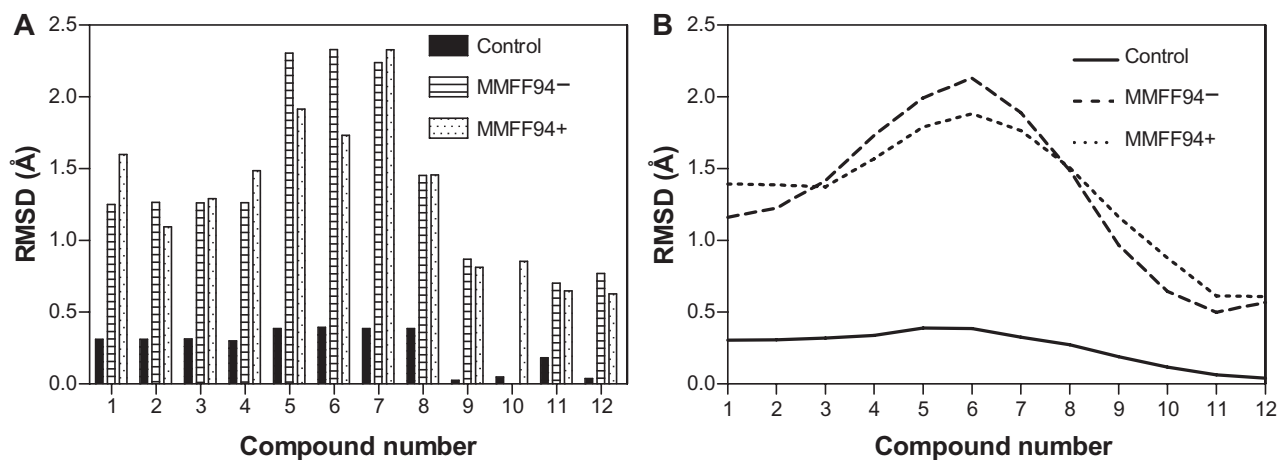 A
2.5
2.0
1.5
1.0
0.5
0.0
RMSD (Å)
Control
MMFF94−
MMFF94+
1 2 3 4 5 6 7 8 9 10 11 12
Compound number
B
2.5
2.0
1.5
1.0
0.5
0.0
RMSD (Å)
Control
MMFF94−
MMFF94+
1 2 3 4 5 6 7 8 9 10 11 12
Compound number